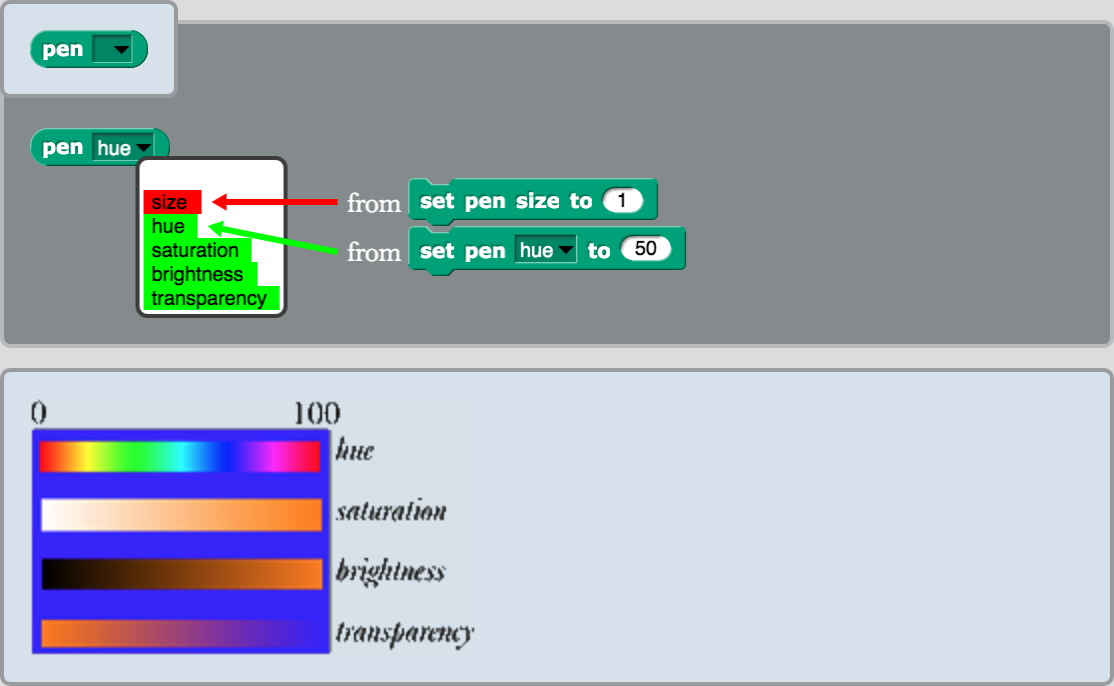 pen
pen hue
size
hue
saturation
brightness
transparency
from set pen size to 1
from set pen hue to 50
0 100
hue
saturation
brightness
transparency